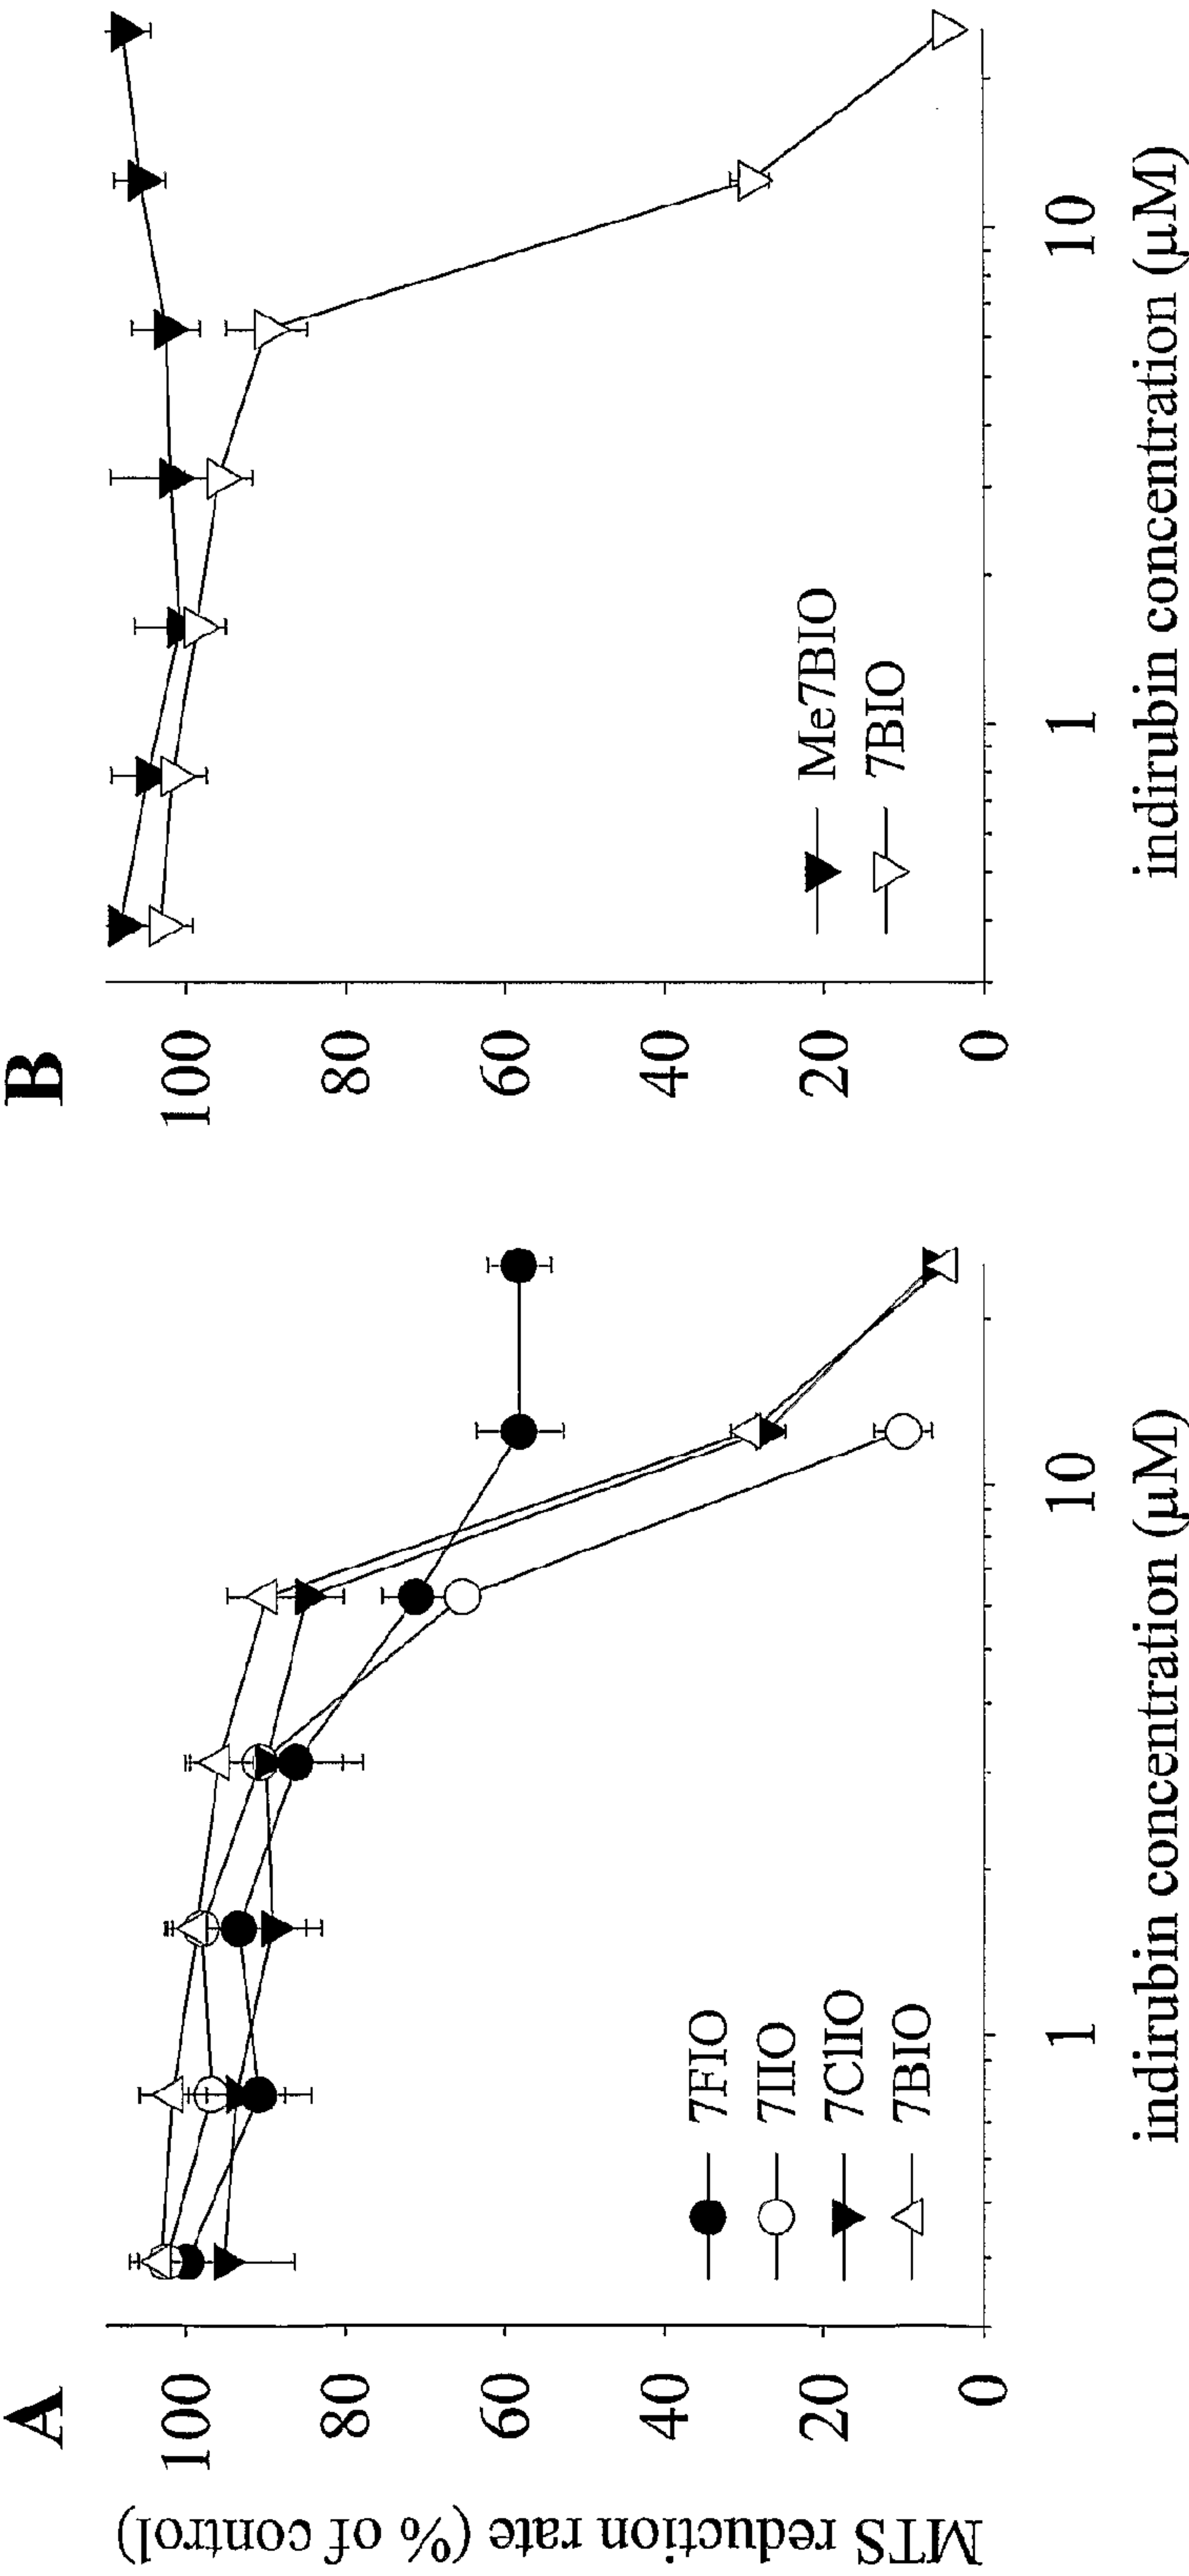 A
MTS reduction rate (% of control)
100
80
60
40
20
0
7FIO
7IIO
7ClIO
7BIO
1
10
indirubin concentration (µM)
B
100
80
60
40
20
0
Me7BIO
7BIO
1
10
indirubin concentration (µM)